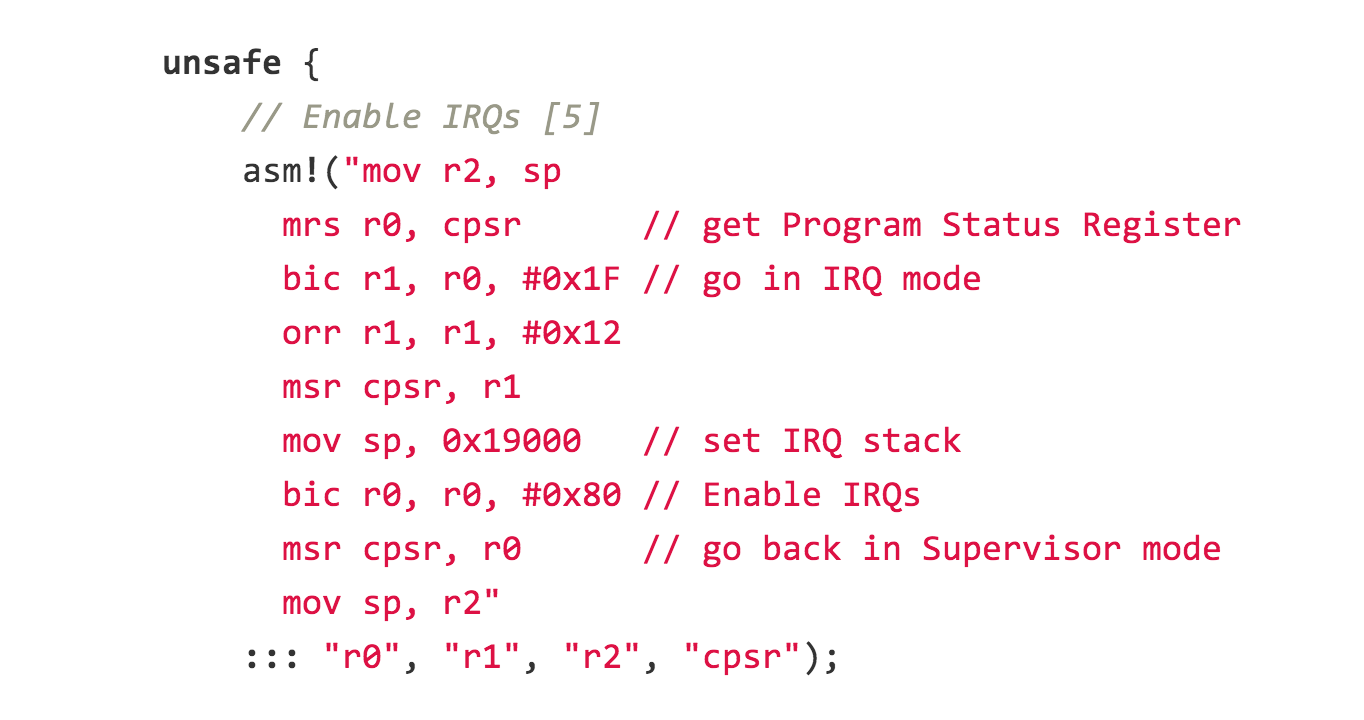 unsafe {
    // Enable IRQs [5]
    asm!("mov r2, sp
      mrs r0, cpsr      // get Program Status Register
      bic r1, r0, #0x1F // go in IRQ mode
      orr r1, r1, #0x12
      msr cpsr, r1
      mov sp, 0x19000   // set IRQ stack
      bic r0, r0, #0x80 // Enable IRQs
      msr cpsr, r0      // go back in Supervisor mode
      mov sp, r2"
    ::: "r0", "r1", "r2", "cpsr");